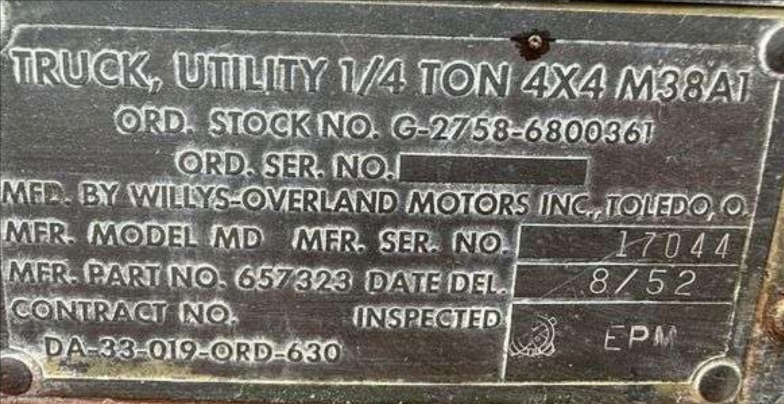 TRUCK, UTILITY 1/4 TON 4X4 M38A1
ORD. STOCK NO. G-2758-6800361
ORD. SER. NO.
MFD. BY WILLYS-OVERLAND MOTORS INC., TOLEDO, O.
MFR. MODEL MD MFR. SER. NO. 17044
MFR. PART NO. 657323 DATE DEL. 8/52
CONTRACT NO. INSPECTED EPM
DA-33-019-ORD-630